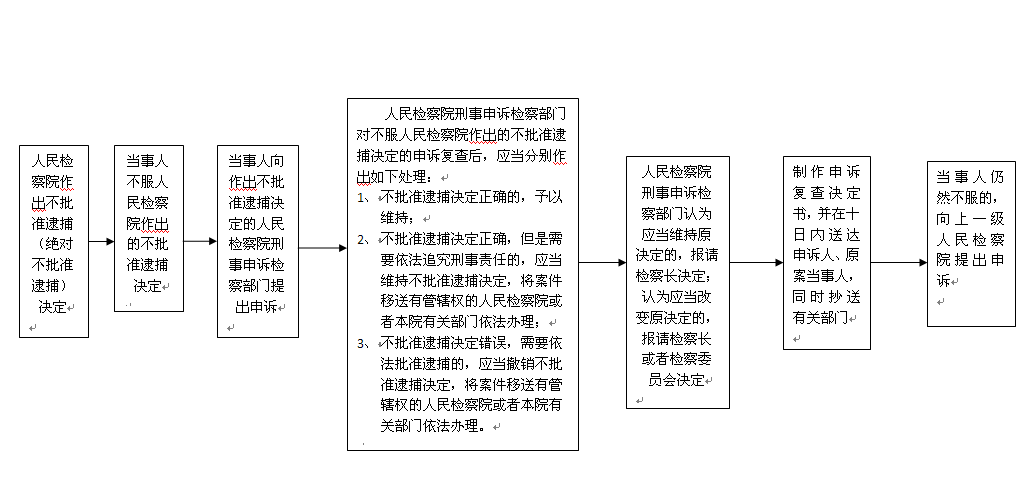 人民检
察院作
出不批
准逮捕
（绝对
不批准
逮捕）
决定
当事人
不服人
民检察
院作出
的不批
准逮捕
决定
当事人向
作出不批
准逮捕决
定的人民
检察院刑
事申诉检
察部门提
出申诉
人民检察院刑事申诉检察部门
对不服人民检察院作出的不批准逮
捕决定的申诉复查后，应当分别作
出如下处理：
1、不批准逮捕决定正确的，予以
维持；
2、不批准逮捕决定正确，但是需
要依法追究刑事责任的，应当
维持不批准逮捕决定，将案件
移送有管辖权的人民检察院或
者本院有关部门依法办理；
3、不批准逮捕决定错误，需要依
法批准逮捕的，应当撤销不批
准逮捕决定，将案件移送有管
辖权的人民检察院或者本院有
关部门依法办理。
人民检察院
刑事申诉检
察部门认为
应当维持原
决定的，报请
检察长决定；
认为应当改
变原决定的，
报请检察长
或者检察委
员会决定
制作申诉
复查决定
书，并在十
日内送达
申诉人、原
案当事人，
同时抄送
有关部门
当事人仍
然不服的，
向上一级
人民检察
院提出申
诉